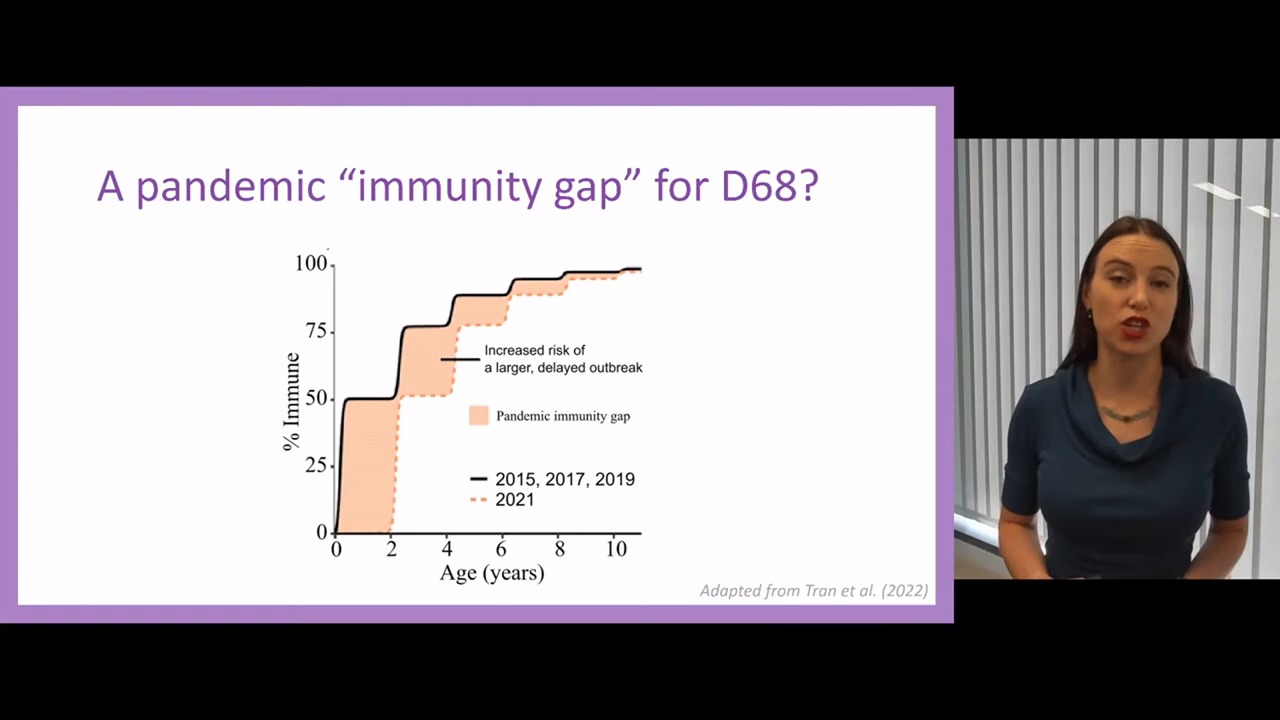 A pandemic “immunity gap” for D68?
% Immune
100
75
50
25
0
Increased risk of
a larger, delayed outbreak
Pandemic immunity gap
2015, 2017, 2019
2021
0 2 4 6 8 10
Age (years)
Adapted from Tran et al. (2022)